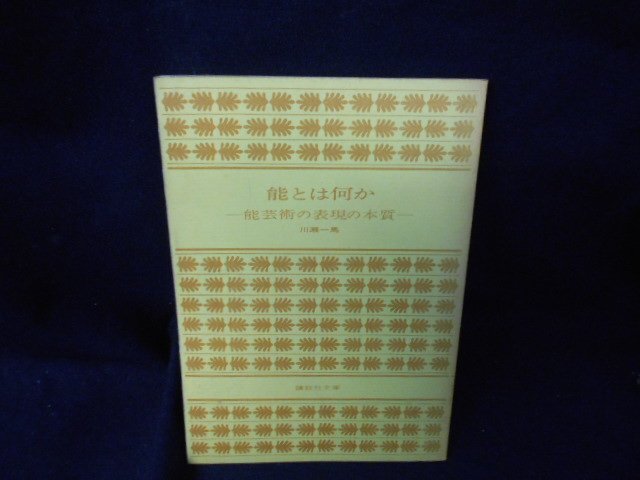 能とは何か
—能芸術の表現の本質—
川瀬一馬
講談社文庫